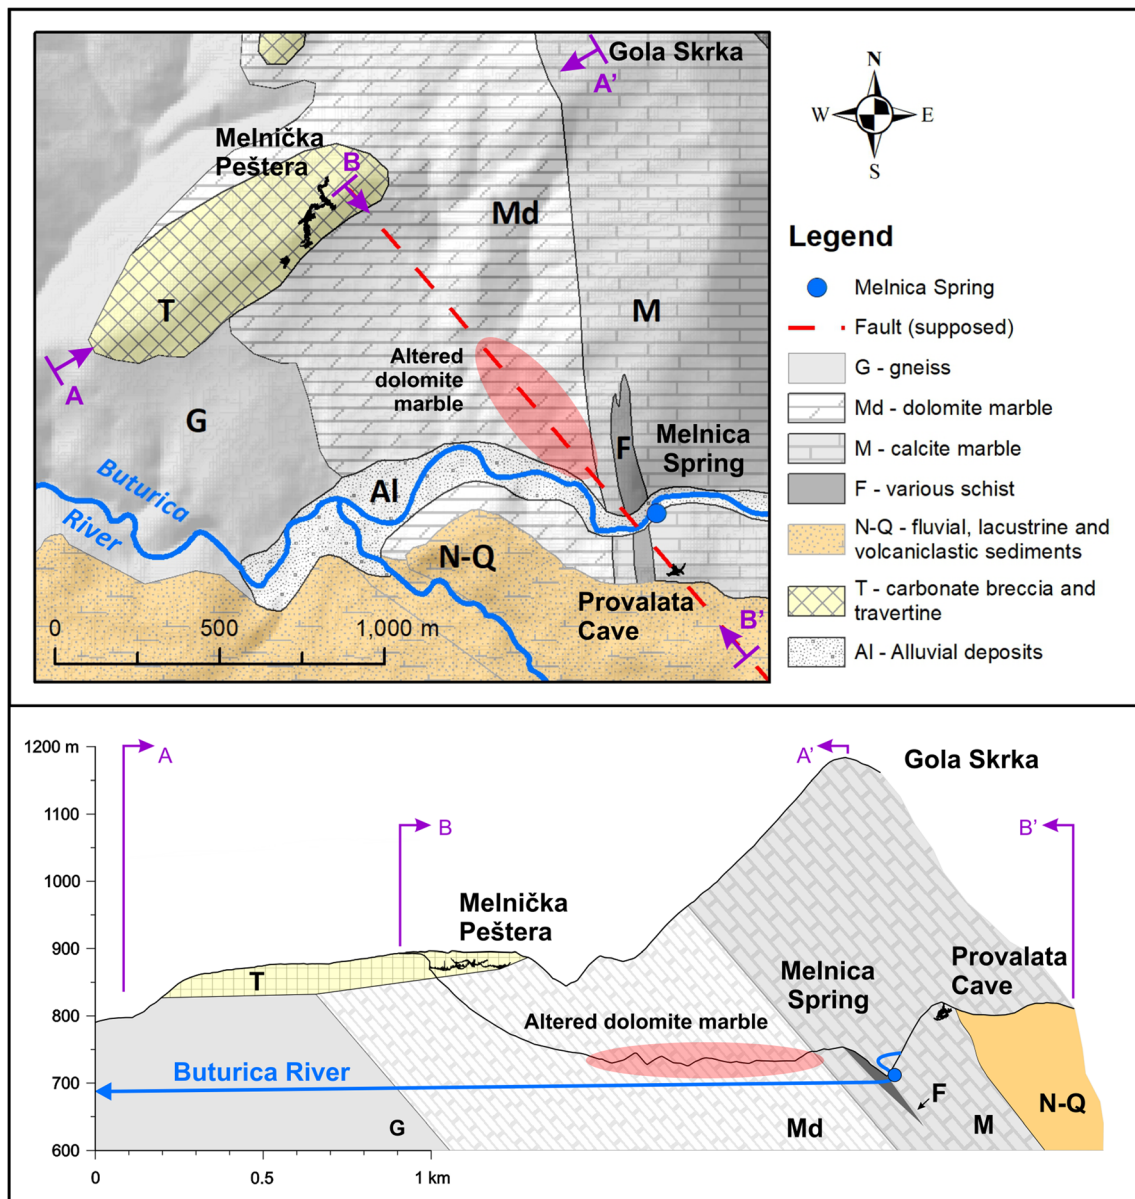 Gola Skrka
A'
Melnička
Peštera
B
Md
T
M
Altered
dolomite
marble
A
G
F
Melnica
Spring
Buturica
River
Al
N-Q
Provalata
Cave
B'
0 500 1,000 m
N
W E
S
Legend
Melnica Spring
Fault (supposed)
G - gneiss
Md - dolomite marble
M - calcite marble
F - various schist
N-Q - fluvial, lacustrine and
volcaniclastic sediments
T - carbonate breccia and
travertine
Al - Alluvial deposits
1200 m
1100
1000
900
800
700
600
A
A'
Gola Skrka
B
B'
Melnička
Peštera
T
Melnica
Spring
Provalata
Cave
Altered dolomite marble
Buturica River
G
Md
F
M
N-Q
0 0.5 1 km